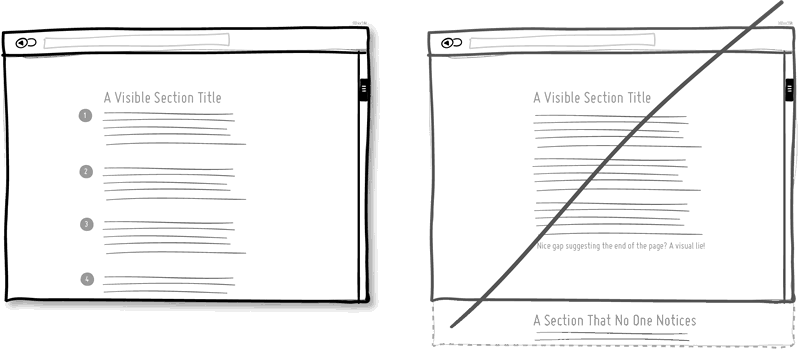 A Visible Section Title
1
2
3
4
A Visible Section Title
Nice gap suggesting the end of the page? A visual lie!
A Section That No One Notices